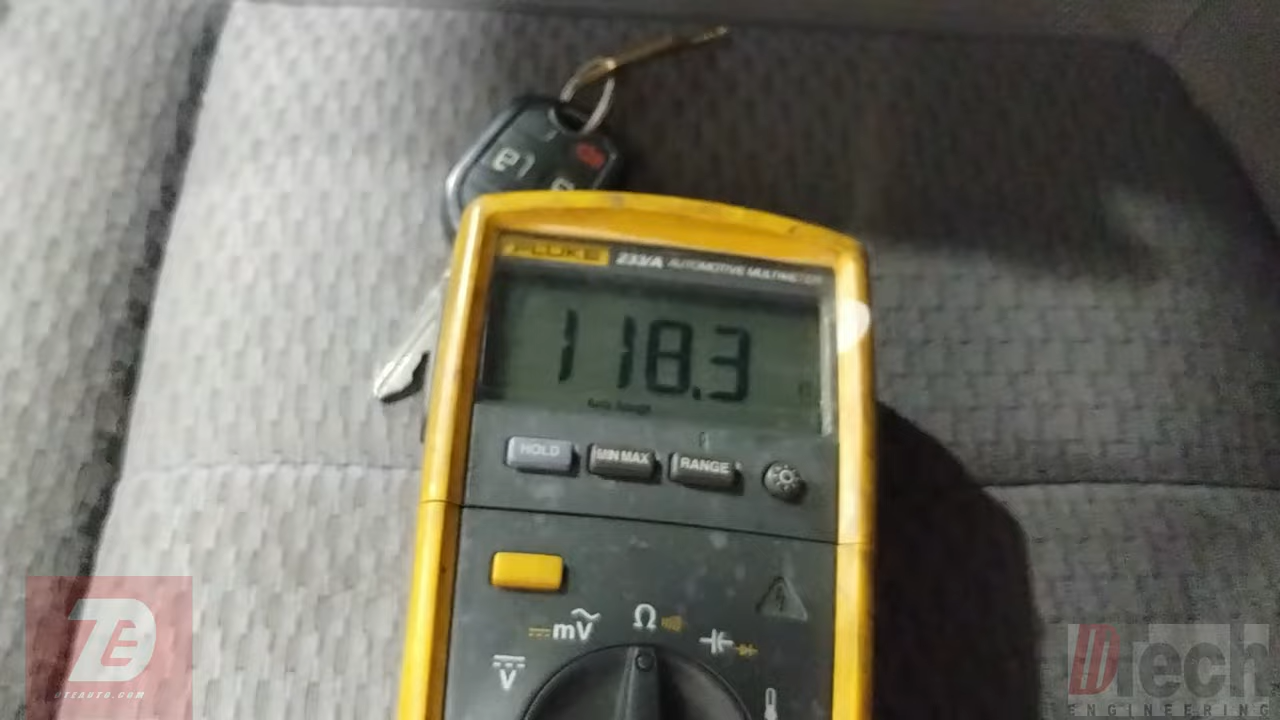 FLUKE 233/A AUTOMOTIVE MULTIMETER
118.3
Auto Range
HOLD MIN MAX RANGE
mV Ω
V
DTEAUTO.COM
Tech
ENGINEERING